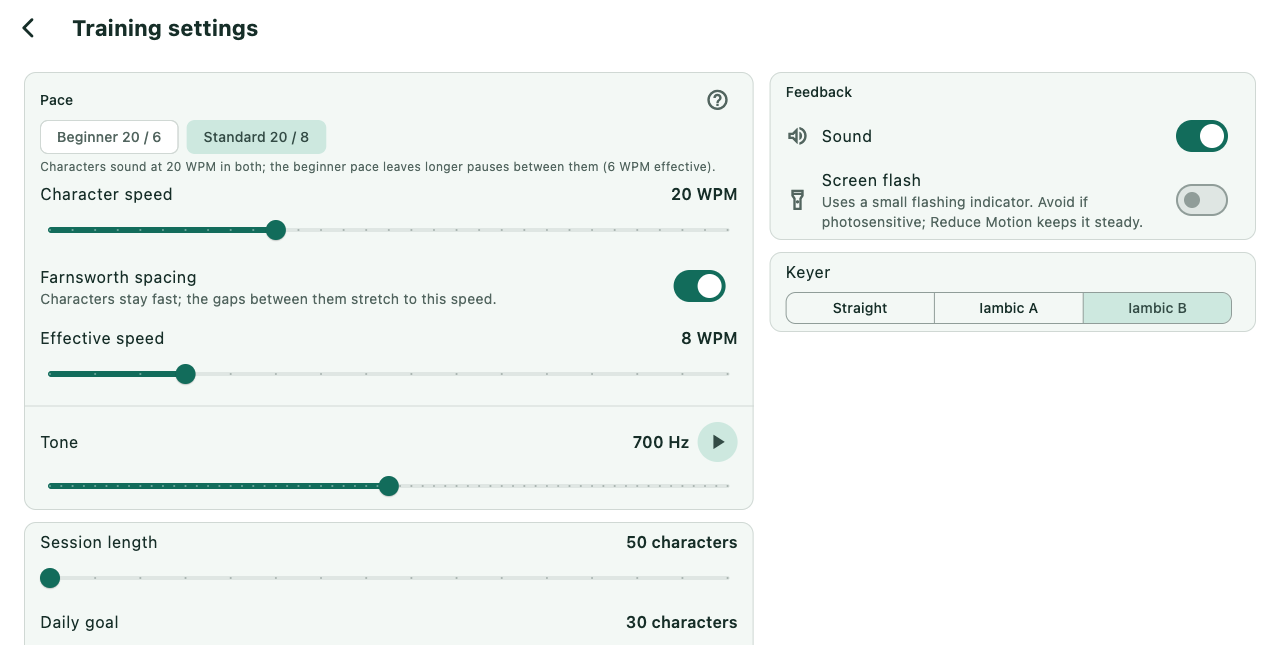 Training settings
Pace
Beginner 20 / 6
Standard 20 / 8
Characters sound at 20 WPM in both; the beginner pace leaves longer pauses between them (6 WPM effective).
Character speed
20 WPM
Farnsworth spacing
Characters stay fast; the gaps between them stretch to this speed.
Effective speed
8 WPM
Tone
700 Hz
Session length
50 characters
Daily goal
30 characters
Feedback
Sound
Screen flash
Uses a small flashing indicator. Avoid if
photosensitive; Reduce Motion keeps it steady.
Keyer
Straight
Iambic A
Iambic B